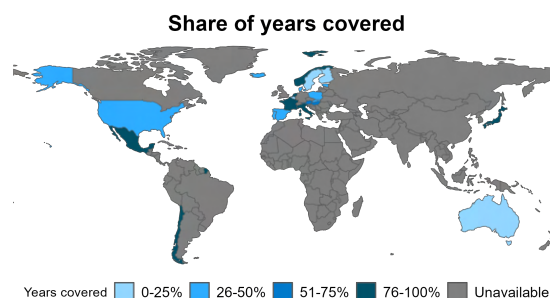 Share of years covered
Years covered 0-25% 26-50% 51-75% 76-100% Unavailable